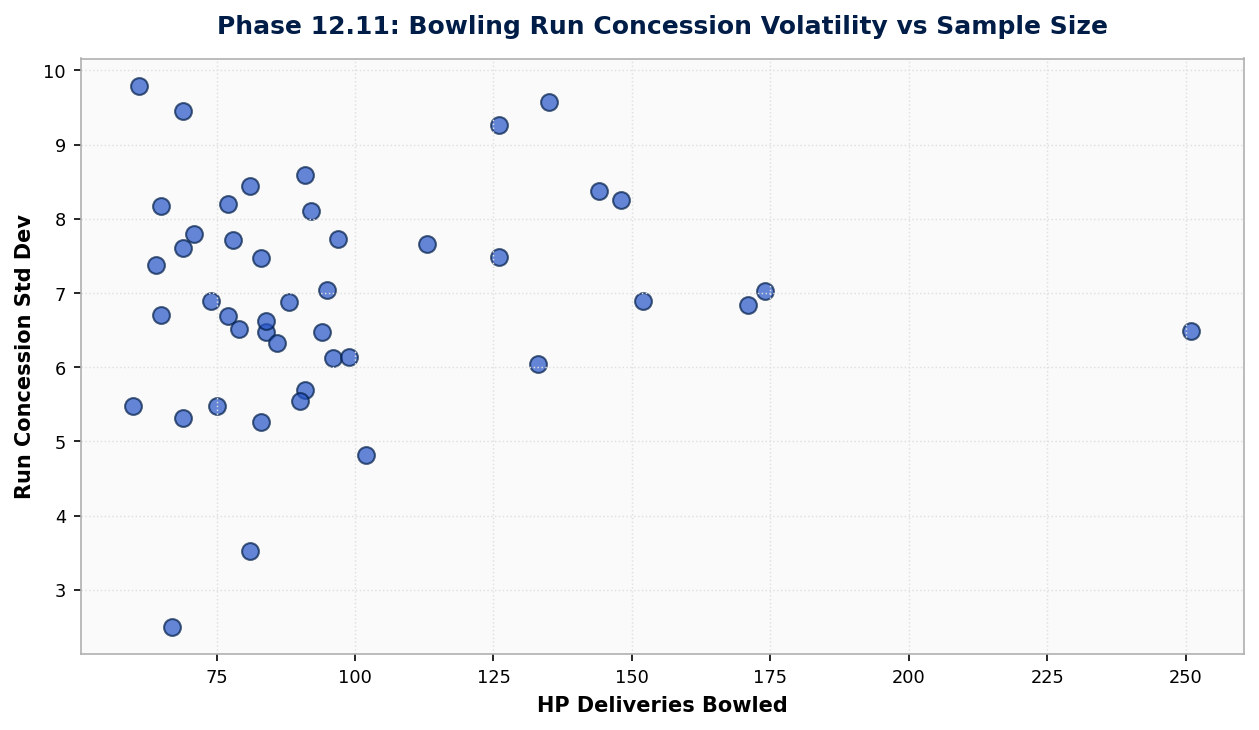 Phase 12.11: Bowling Run Concession Volatility vs Sample Size
10
9
8
7
6
5
4
3
Run Concession Std Dev
75 100 125 150 175 200 225 250
HP Deliveries Bowled